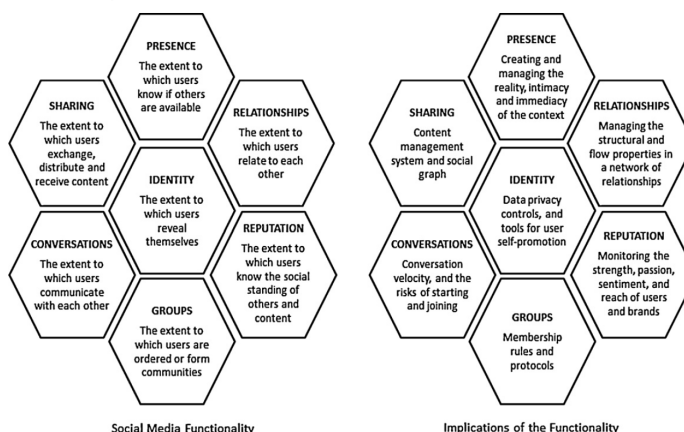 PRESENCE
The extent to
which users
know if others
are available
SHARING
The extent to
which users
exchange,
distribute and
receive content
RELATIONSHIPS
The extent to
which users
relate to each
other
IDENTITY
The extent to
which users
reveal
themselves
CONVERSATIONS
The extent to
which users
communicate
with each other
REPUTATION
The extent to
which users
know the social
standing of
others and
content
GROUPS
The extent to
which users are
ordered or form
communities
Social Media Functionality
PRESENCE
Creating and
managing the
reality, intimacy
and immediacy
of the context
SHARING
Content
management
system and social
graph
RELATIONSHIPS
Managing the
structural and
flow properties in
a network of
relationships
IDENTITY
Data privacy
controls, and
tools for user
self-promotion
CONVERSATIONS
Conversation
velocity, and the
risks of starting
and joining
REPUTATION
Monitoring the
strength, passion,
sentiment, and
reach of users
and brands
GROUPS
Membership
rules and
protocols
Implications of the Functionality